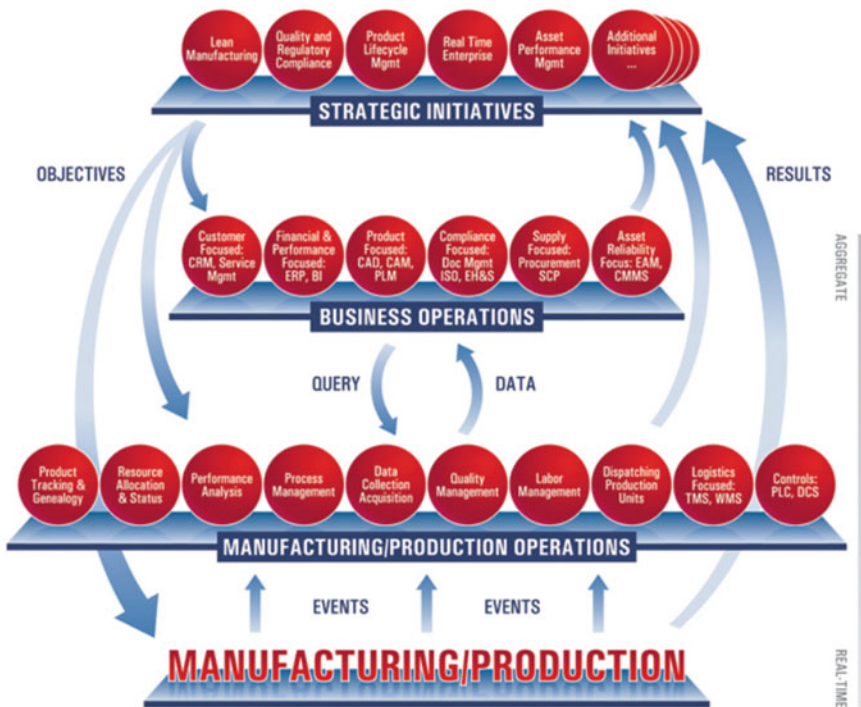 Lean
Manufacturing
Quality and
Regulatory
Compliance
Product
Lifecycle
Mgmt
Real Time
Enterprise
Asset
Performance
Mgmt
Additional
Initiatives
...
STRATEGIC INITIATIVES
OBJECTIVES
RESULTS
Customer
Focused:
CRM, Service
Mgmt
Financial &
Performance
Focused:
ERP, BI
Product
Focused:
CAD, CAM,
PLM
Compliance
Focused:
Doc Mgmt
ISO, EH&S
Supply
Focused:
Procurement
SCP
Asset
Reliability
Focus: EAM,
CMMS
AGGREGATE
BUSINESS OPERATIONS
QUERY
DATA
Product
Tracking &
Genealogy
Resource
Allocation
& Status
Performance
Analysis
Process
Management
Data
Collection
Acquisition
Quality
Management
Labor
Management
Dispatching
Production
Units
Logistics
Focused:
TMS, WMS
Controls:
PLC, DCS
MANUFACTURING/PRODUCTION OPERATIONS
EVENTS
EVENTS
MANUFACTURING/PRODUCTION
REAL-TIME